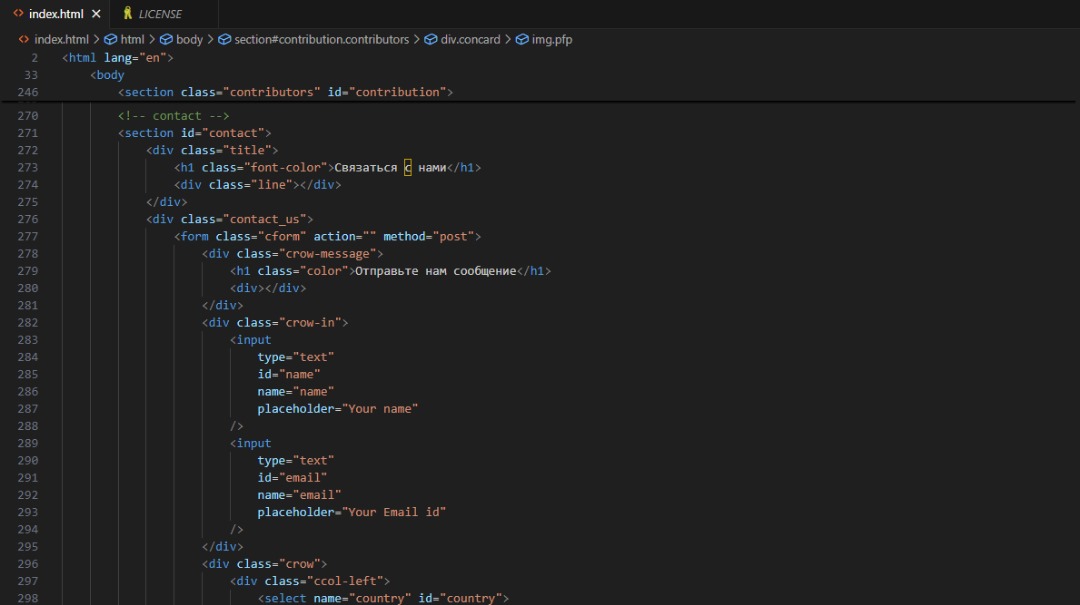 index.html LICENSE
index.html > html > body > section#contribution.contributors > div.concard > img.pfp
2 <html lang="en">
33 <body
246 <section class="contributors" id="contribution">
270 <!-- contact -->
271 <section id="contact">
272 <div class="title">
273 <h1 class="font-color">Связаться с нами</h1>
274 <div class="line"></div>
275 </div>
276 <div class="contact_us">
277 <form class="cform" action="" method="post">
278 <div class="crow-message">
279 <h1 class="color">Отправьте нам сообщение</h1>
280 <div></div>
281 </div>
282 <div class="crow-in">
283 <input
284 type="text"
285 id="name"
286 name="name"
287 placeholder="Your name"
288 />
289 <input
290 type="text"
291 id="email"
292 name="email"
293 placeholder="Your Email id"
294 />
295 </div>
296 <div class="crow">
297 <div class="ccol-left">
298 <select name="country" id="country">